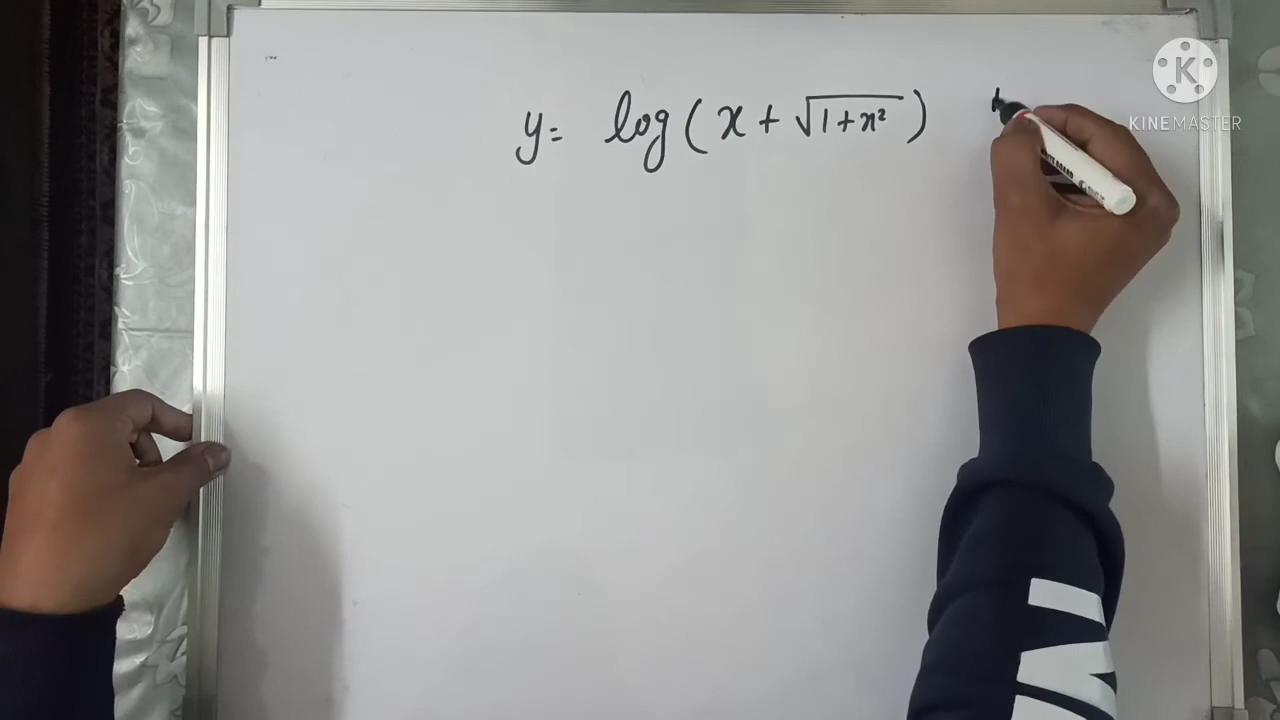 y= log(x + √1+x²)
K
KINEMASTER